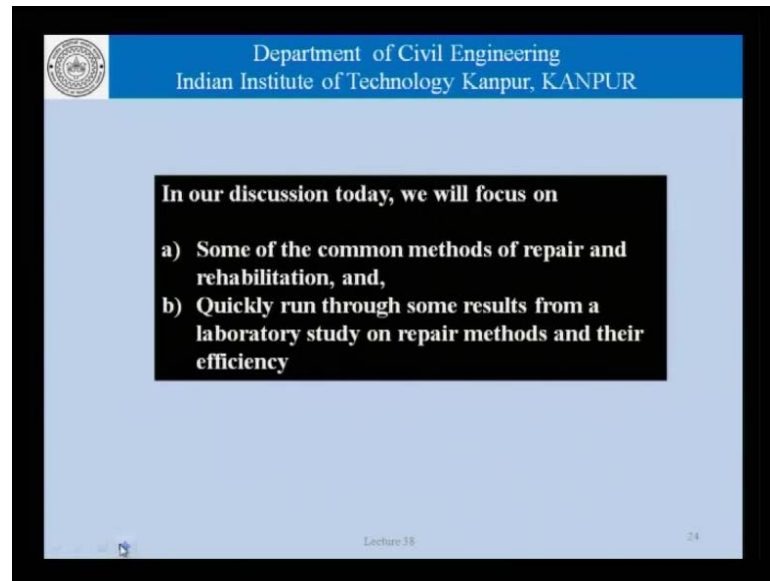 Department of Civil Engineering
Indian Institute of Technology Kanpur, KANPUR
In our discussion today, we will focus on
a) Some of the common methods of repair and
rehabilitation, and,
b) Quickly run through some results from a
laboratory study on repair methods and their
efficiency
Lecture 38
24